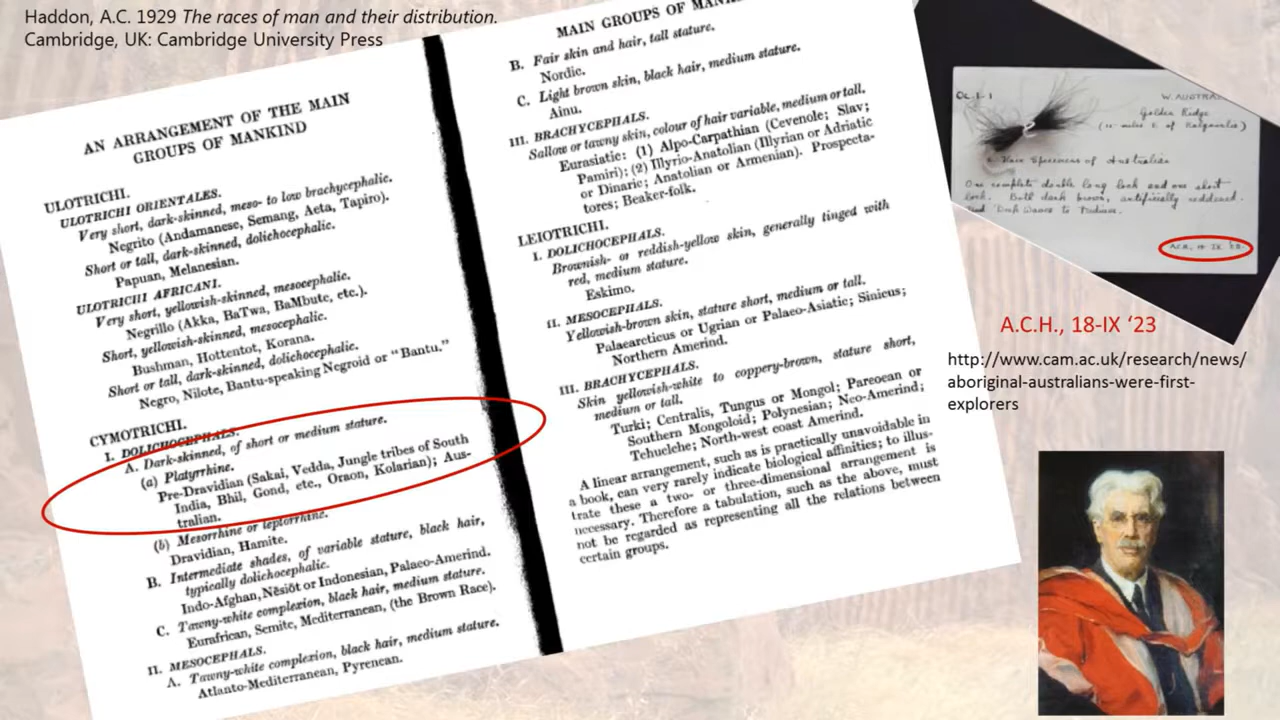 Haddon, A.C. 1929 The races of man and their distribution.
Cambridge, UK: Cambridge University Press
AN ARRANGEMENT OF THE MAIN
GROUPS OF MANKIND
ULOTRICHI.
ULOTRICHI ORIENTALES.
Very short, dark-skinned, meso- to low brachycephalic.
Negrito (Andamanese, Semang, Aeta, Tapiro).
Short or tall, dark-skinned, dolichocephalic.
Papuan, Melanesian.
ULOTRICHI AFRICANI.
Very short, yellowish-skinned, mesocephalic.
Negrillo (Akka, BaTwa, BaMbute, etc.).
Short, yellowish-skinned, mesocephalic.
Bushman, Hottentot, Korana.
Short or tall, dark-skinned, dolichocephalic.
Negro, Nilote, Bantu-speaking Negroid or "Bantu."
CYMOTRICHI.
I. DOLICHOCEPHALS.
A. Dark-skinned, of short or medium stature.
(a) Platyrrhine.
Pre-Dravidian (Sakai, Vedda, Jungle tribes of South
India, Bhil, Gond, etc., Oraon, Kolarian); Aus-
tralian.
(b) Mesorrhine or leptorrhine.
Dravidian, Hamite.
B. Intermediate shades, of variable stature, black hair,
typically dolichocephalic.
Indo-Afghan, Nēsiōt or Indonesian, Palaeo-Amerind.
C. Tawny-white complexion, black hair, medium stature.
Eurafrican, Semite, Mediterranean, (the Brown Race).
II. MESOCEPHALS.
A. Tawny-white complexion, black hair, medium stature.
Atlanto-Mediterranean, Pyrenean.
MAIN GROUPS OF
B. Fair skin and hair, tall stature.
Nordic.
C. Light brown skin, black hair, medium stature.
Ainu.
III. BRACHYCEPHALS.
Sallow or tawny skin, colour of hair variable, medium or tall.
Eurasiatic: (1) Alpo-Carpathian (Cevenole; Slav;
Pamiri); (2) Illyrio-Anatolian (Illyrian or Adriatic
or Dinaric; Anatolian or Armenian). Prospecta-
tores; Beaker-folk.
LEIOTRICHI.
I. DOLICHOCEPHALS.
Brownish- or reddish-yellow skin, generally tinged with
red, medium stature.
Eskimo.
II. MESOCEPHALS.
Yellowish-brown skin, stature short, medium or tall.
Palaearcticus or Ugrian or Palaeo-Asiatic; Sinicus;
Northern Amerind.
III. BRACHYCEPHALS.
Skin yellowish-white to coppery-brown, stature short,
medium or tall.
Turki; Centralis, Tungus or Mongol; Pareoean or
Southern Mongoloid; Polynesian; Neo-Amerind;
Tehuelche; North-west coast Amerind.
A linear arrangement, such as is practically unavoidable in
a book, can very rarely indicate biological affinities; to illus-
trate these a two- or three-dimensional arrangement is
necessary. Therefore a tabulation, such as the above, must
not be regarded as representing all the relations between
certain groups.
Oc.1-1
W. AUSTRA
Golden Ridge
Hair Specimens of Australian
One complete double long lock and one short
lock. Both dark brown, artificially reddened.
A.C.H., 18-IX '23
http://www.cam.ac.uk/research/news/
aboriginal-australians-were-first-
explorers